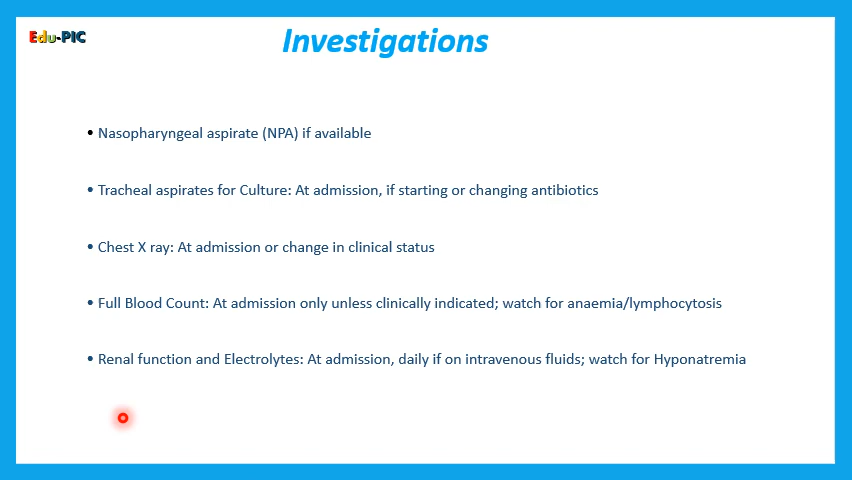 Edu-PIC
Investigations
• Nasopharyngeal aspirate (NPA) if available
• Tracheal aspirates for Culture: At admission, if starting or changing antibiotics
• Chest X ray: At admission or change in clinical status
• Full Blood Count: At admission only unless clinically indicated; watch for anaemia/lymphocytosis
• Renal function and Electrolytes: At admission, daily if on intravenous fluids; watch for Hyponatremia